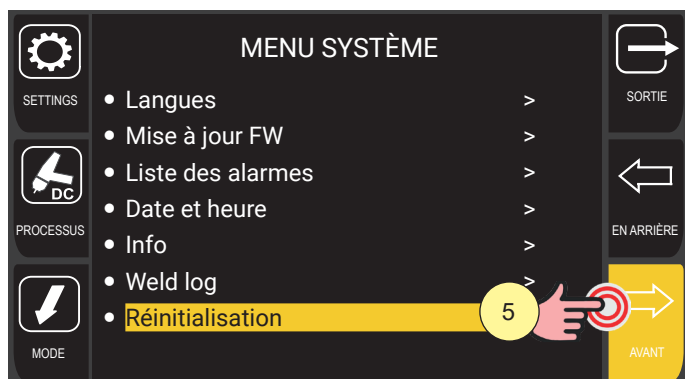 MENU SYSTÈME
SETTINGS
PROCESSUS
DC
MODE
• Langues >
• Mise à jour FW >
• Liste des alarmes >
• Date et heure >
• Info >
• Weld log >
• Réinitialisation
5
SORTIE
EN ARRIÈRE
AVANT